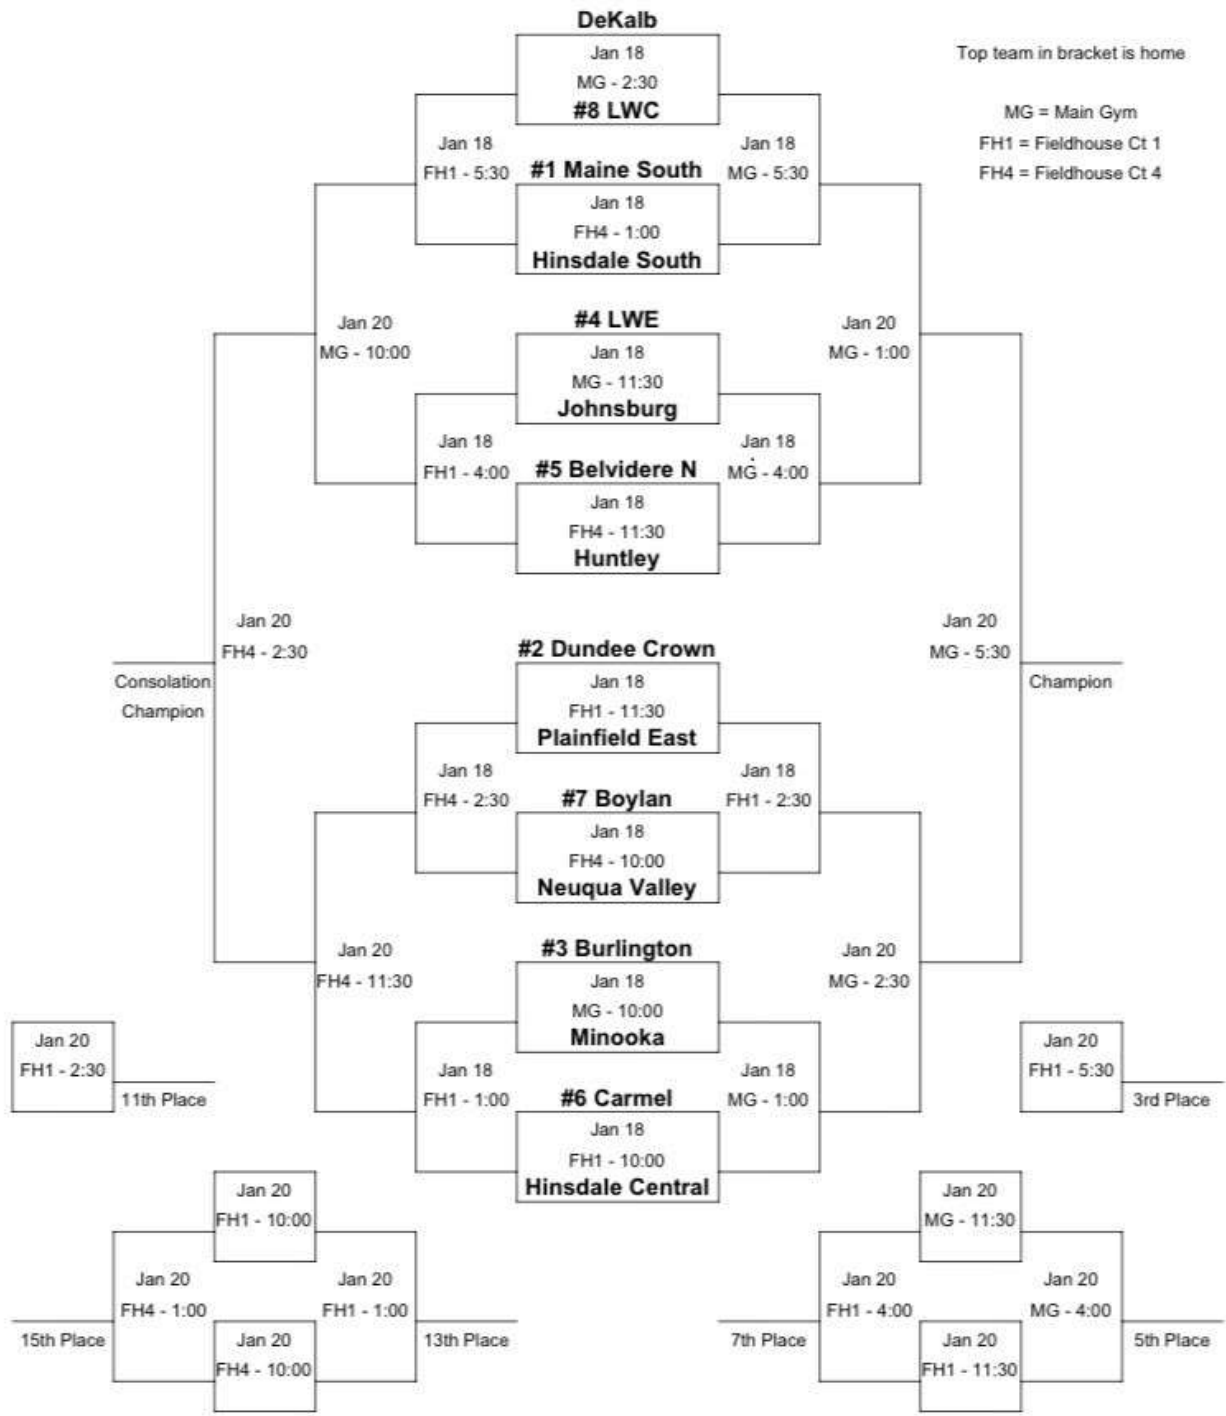 DeKalb
Jan 18
MG - 2:30
#8 LWC
Top team in bracket is home
MG = Main Gym
FH1 = Fieldhouse Ct 1
FH4 = Fieldhouse Ct 4
Jan 18
FH1 - 5:30
Jan 18
MG - 5:30
#1 Maine South
Jan 18
FH4 - 1:00
Hinsdale South
Jan 20
MG - 10:00
#4 LWE
Jan 18
MG - 11:30
Johnsburg
Jan 20
MG - 1:00
Jan 18
FH1 - 4:00
Jan 18
MG - 4:00
#5 Belvidere N
Jan 18
FH4 - 11:30
Huntley
Jan 20
FH4 - 2:30
Consolation
Champion
Jan 20
MG - 5:30
Champion
#2 Dundee Crown
Jan 18
FH1 - 11:30
Plainfield East
Jan 18
FH4 - 2:30
Jan 18
FH1 - 2:30
#7 Boylan
Jan 18
FH4 - 10:00
Neuqua Valley
Jan 20
FH4 - 11:30
#3 Burlington
Jan 18
MG - 10:00
Minooka
Jan 20
MG - 2:30
Jan 20
FH1 - 2:30
11th Place
Jan 18
FH1 - 1:00
Jan 18
MG - 1:00
#6 Carmel
Jan 18
FH1 - 10:00
Hinsdale Central
Jan 20
FH1 - 5:30
3rd Place
Jan 20
FH1 - 10:00
Jan 20
FH4 - 1:00
15th Place
Jan 20
FH1 - 1:00
13th Place
Jan 20
FH4 - 10:00
Jan 20
MG - 11:30
Jan 20
FH1 - 4:00
7th Place
Jan 20
MG - 4:00
5th Place
Jan 20
FH1 - 11:30